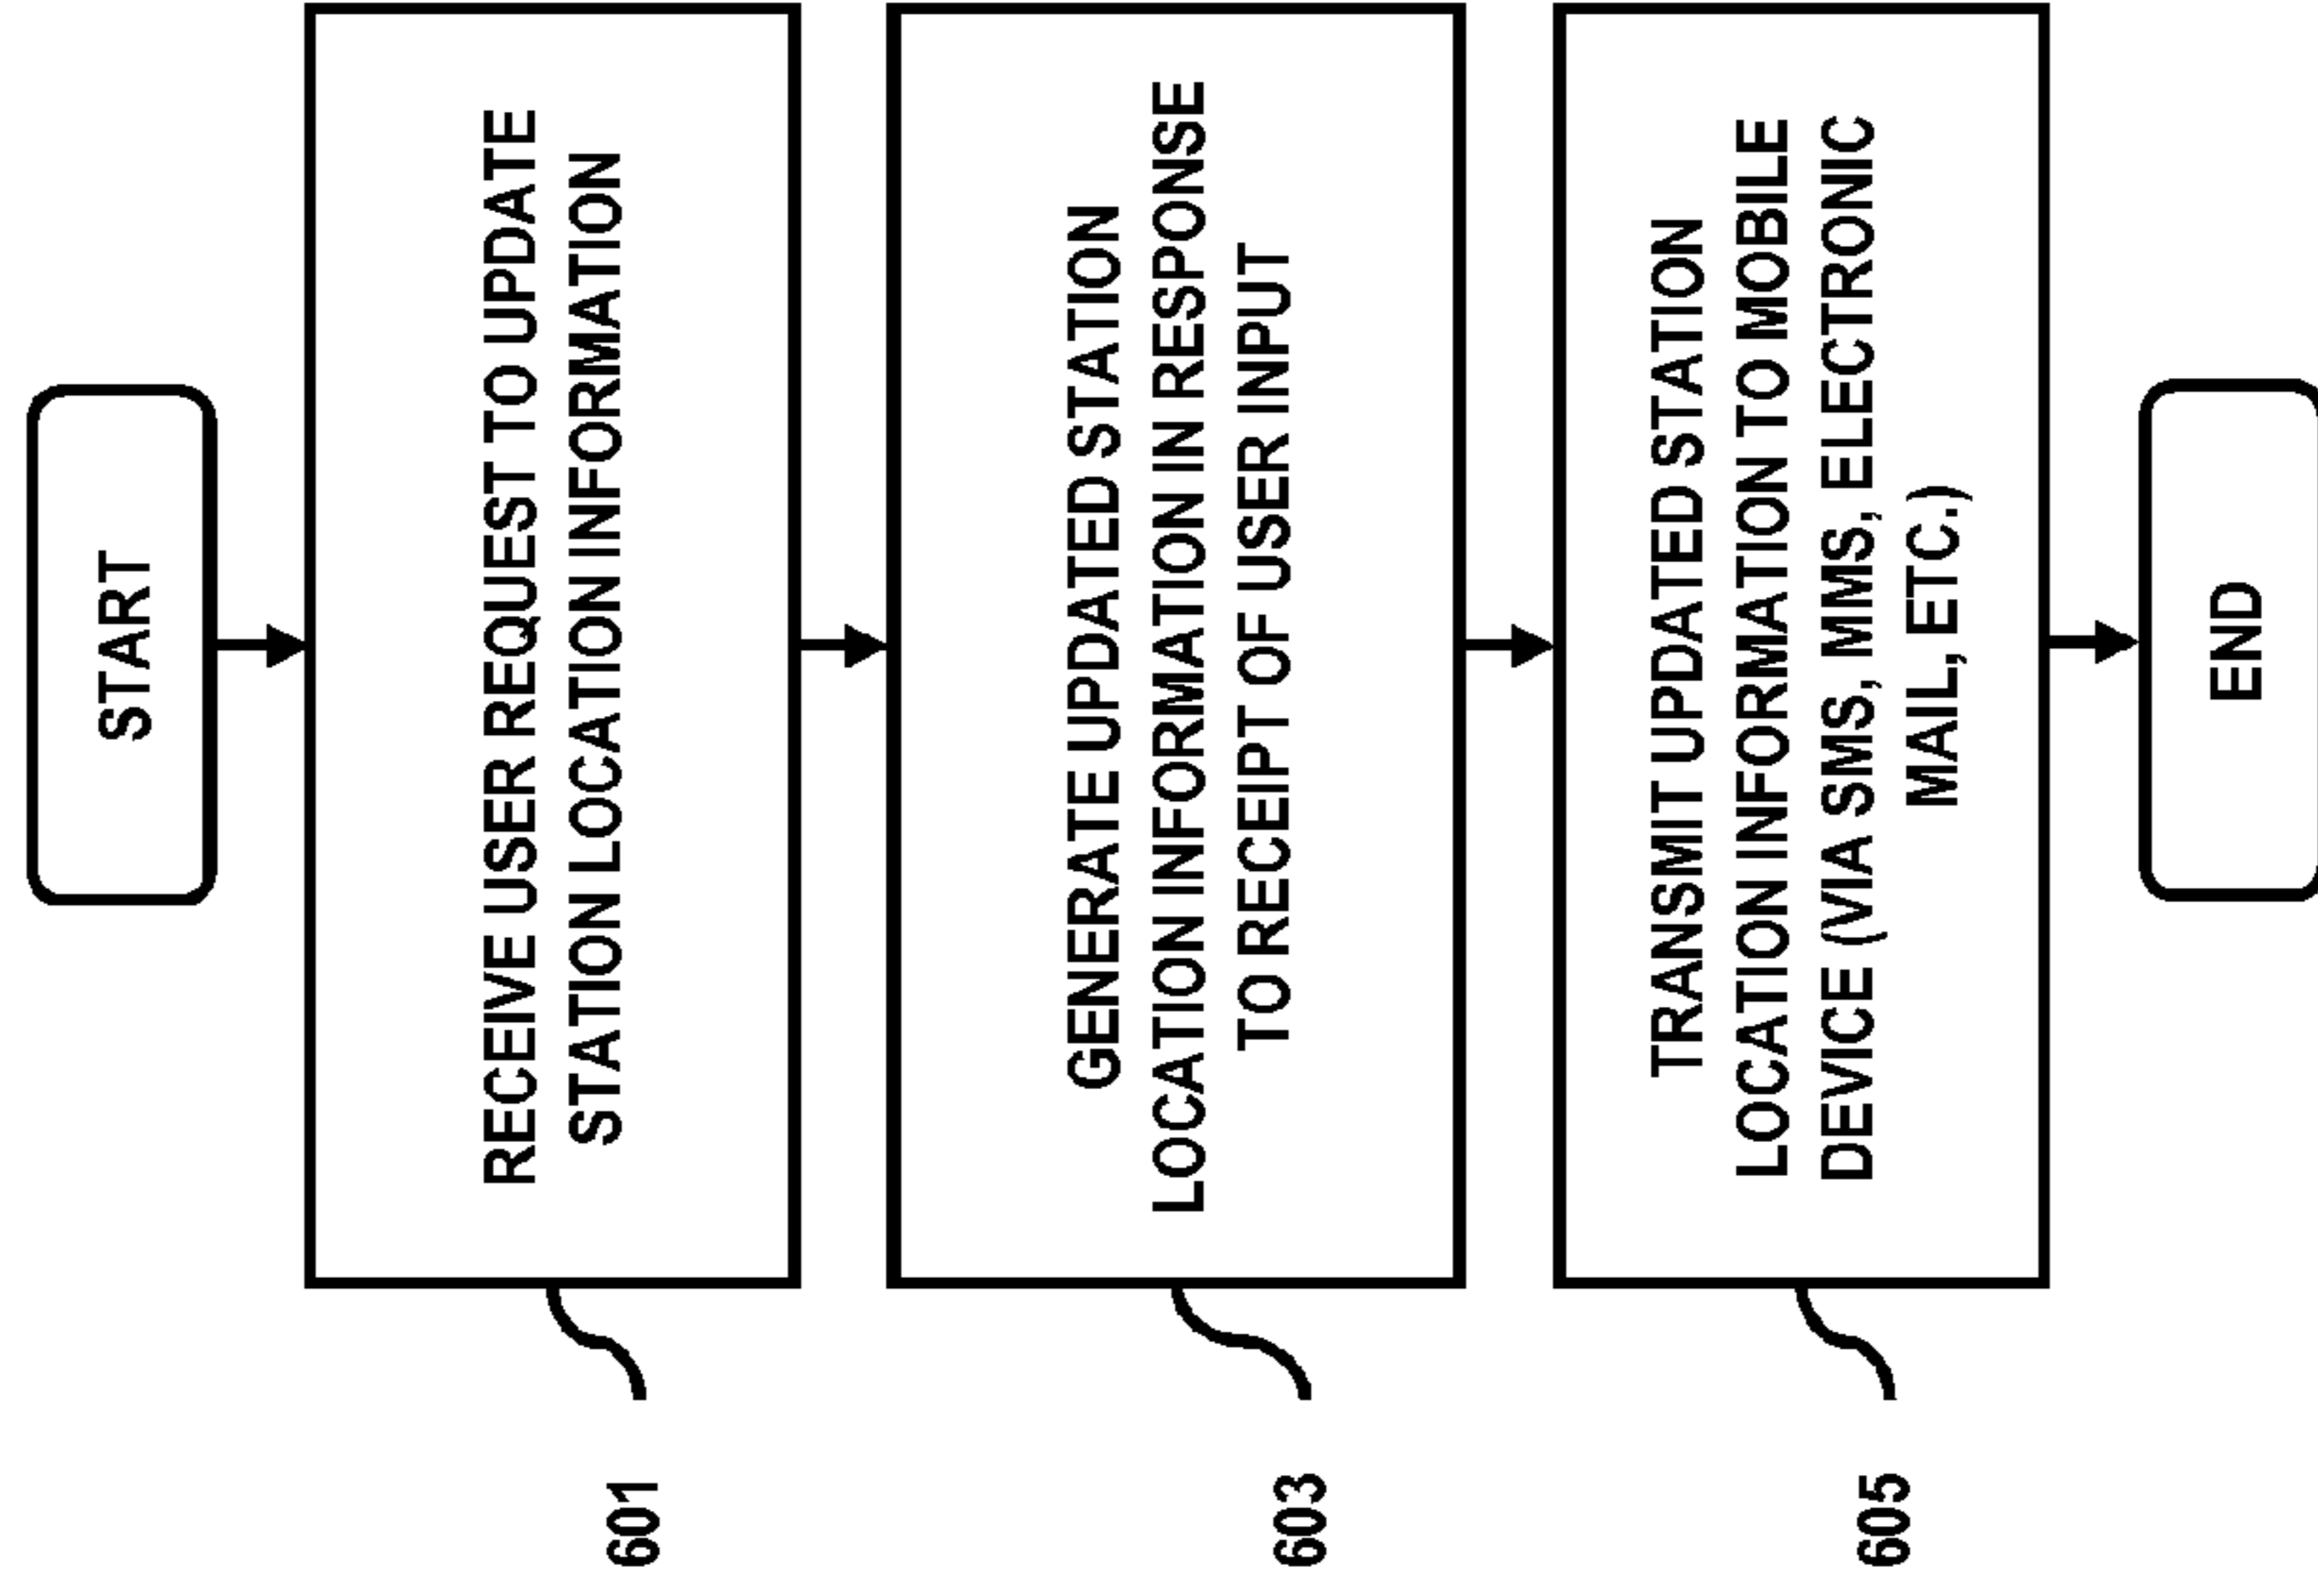 START
RECEIVE USER REQUEST TO UPDATE
STATION LOCATION INFORMATION
601
GENERATE UPDATED STATION
LOCATION INFORMATION IN RESPONSE
TO RECEIPT OF USER INPUT
603
TRANSMIT UPDATED STATION
LOCATION INFORMATION TO MOBILE
DEVICE (VIA SMS, MMS, ELECTRONIC
MAIL, ETC.)
605
END